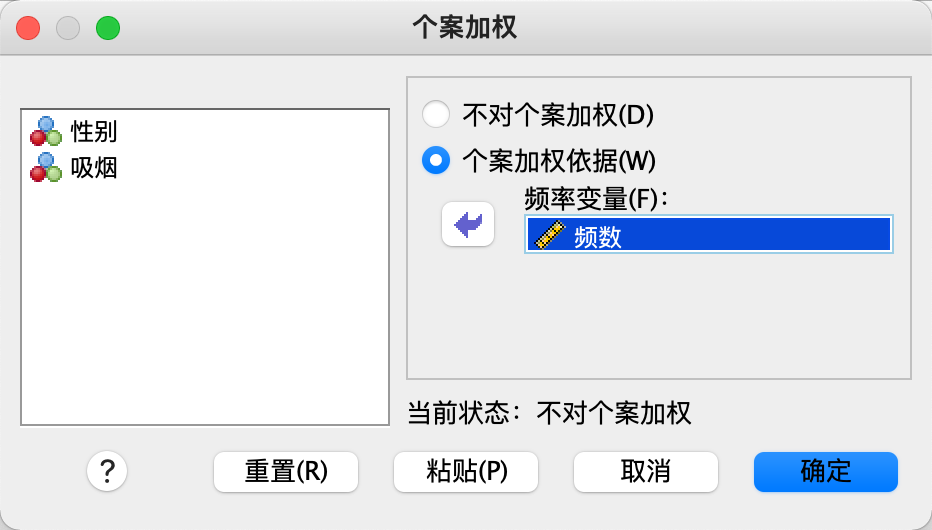 个案加权
性别
吸烟
不对个案加权(D)
个案加权依据(W)
频率变量(F)：
频数
当前状态：不对个案加权
?
重置(R)
粘贴(P)
取消
确定